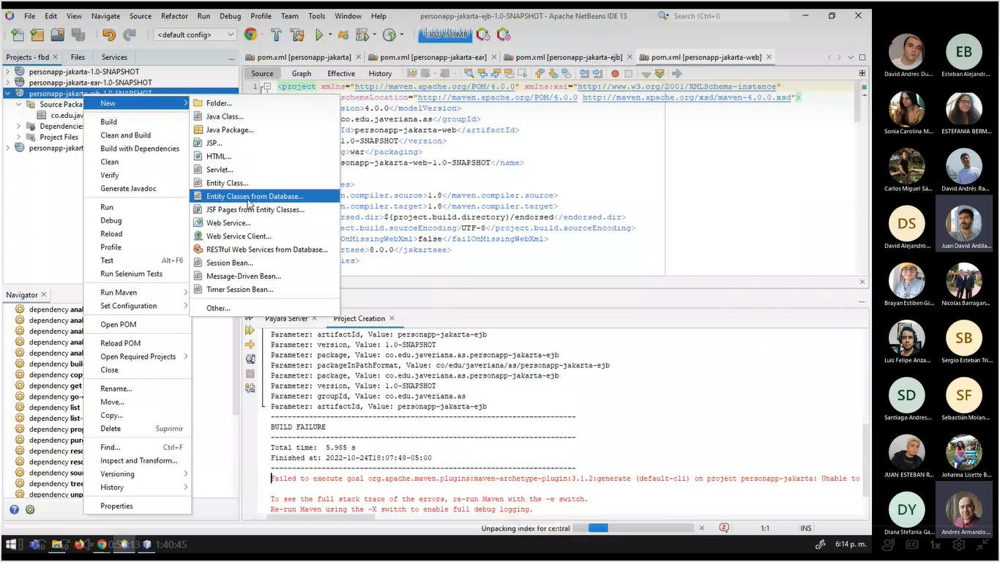 File Edit View Navigate Source Refactor Run Debug Profile Team Tools Window Help
personapp-jakarta-ejb-1.0-SNAPSHOT - Apache NetBeans IDE 13
Search (Ctrl+I)
<default config>
1302/1519MB
Projects - fbd
Files
Services
pom.xml [personapp-jakarta]
pom.xml [personapp-jakarta-ear]
pom.xml [personapp-jakarta-ejb]
pom.xml [personapp-jakarta-web]
Source Graph Effective History
personapp-jakarta-1.0-SNAPSHOT
personapp-jakarta-ear-1.0-SNAPSHOT
personapp-jakarta-ejb-1.0-SNAPSHOT
Source Packa
co.edu.jav
Dependencies
Project Files
personapp-jakart
New
Build
Clean and Build
Build with Dependencies
Clean
Verify
Generate Javadoc
Run
Debug
Reload
Profile
Test Alt+F6
Run Selenium Tests
Run Maven
Set Configuration
Open POM
Reload POM
Open Required Projects
Close
Rename...
Move...
Copy...
Delete Suprimir
Find... Ctrl+F
Inspect and Transform...
Versioning
History
Properties
Folder...
Java Class...
Java Package...
JSP...
HTML...
Servlet...
Entity Class...
Entity Classes from Database...
JSF Pages from Entity Classes...
Web Service...
Web Service Client...
RESTful Web Services from Database...
Session Bean...
Message-Driven Bean...
Timer Session Bean...
Other...
1 <project xmlns="http://maven.apache.org/POM/4.0.0" xmlns:xsi="http://www.w3.org/2001/XMLSchema-instance"
schemaLocation="http://maven.apache.org/POM/4.0.0 http://maven.apache.org/xsd/maven-4.0.0.xsd">
sion>4.0.0</modelVersion>
co.edu.javeriana.as</groupId>
Id>personapp-jakarta-web</artifactId>
1.0-SNAPSHOT</version>
g>war</packaging>
sonapp-jakarta-web-1.0-SNAPSHOT</name>
es>
n.compiler.source>1.8</maven.compiler.source>
n.compiler.target>1.8</maven.compiler.target>
orsed.dir>${project.build.directory}/endorsed</endorsed.dir>
project.build.sourceEncoding>UTF-8</project.build.sourceEncoding>
OnMissingWebXml>false</failOnMissingWebXml>
artaee>8.0.0</jakartaee>
ies>
Navigator
dependency ana
dependency ana
dependency ana
dependency ana
dependency ana
dependency buil
dependency cop
dependency get
dependency go-o
dependency list
dependency list-
dependency prop
dependency purg
dependency reso
dependency reso
dependency sour
dependency tree
dependency unp
Payara Server
Project Creation
Parameter: artifactId, Value: personapp-jakarta-ejb
Parameter: version, Value: 1.0-SNAPSHOT
Parameter: package, Value: co.edu.javeriana.as.personapp-jakarta-ejb
Parameter: packageInPathFormat, Value: co/edu/javeriana/as/personapp-jakarta-ejb
Parameter: package, Value: co.edu.javeriana.as.personapp-jakarta-ejb
Parameter: version, Value: 1.0-SNAPSHOT
Parameter: groupId, Value: co.edu.javeriana.as
Parameter: artifactId, Value: personapp-jakarta-ejb
------------------------------------------------------------------------
BUILD FAILURE
------------------------------------------------------------------------
Total time: 5.985 s
Finished at: 2022-10-24T18:07:48-05:00
------------------------------------------------------------------------
Failed to execute goal org.apache.maven.plugins:maven-archetype-plugin:3.1.2:generate (default-cli) on project personapp-jakarta: Unable to
To see the full stack trace of the errors, re-run Maven with the -e switch.
Re-run Maven using the -X switch to enable full debug logging.
Unpacking index for central
2
1:1
INS
1:40:45
6:14 p. m.
1x
David Andres Du...
EB
Esteban Alejandr...
Sonia Carolina M...
ESTEFANIA BERM...
Carlos Miguel Sá...
David Andrés Ra...
DS
David Alejandro ...
Juan David Ardila...
Brayan Estiben Gi...
Nicolas Barragan...
Luis Felipe Ariza...
SB
Sergio Esteban Tri...
SD
Santiago Andres...
SF
Sebastián Molan...
JUAN ESTEBAN R...
Johanna Lisette B...
DY
Diana Stefania Ga...
Andres Armando...